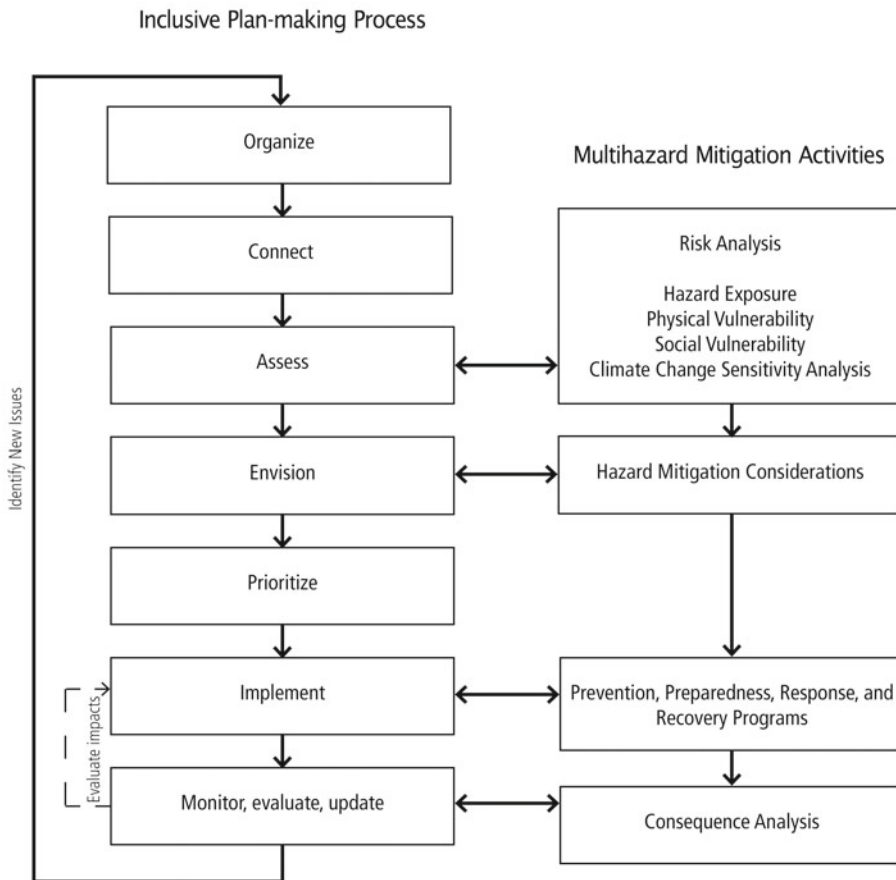 Inclusive Plan-making Process
Organize
Connect
Assess
Envision
Prioritize
Implement
Monitor, evaluate, update
Identify New Issues
Evaluate impacts
Multihazard Mitigation Activities
Risk Analysis
Hazard Exposure
Physical Vulnerability
Social Vulnerability
Climate Change Sensitivity Analysis
Hazard Mitigation Considerations
Prevention, Preparedness, Response, and
Recovery Programs
Consequence Analysis